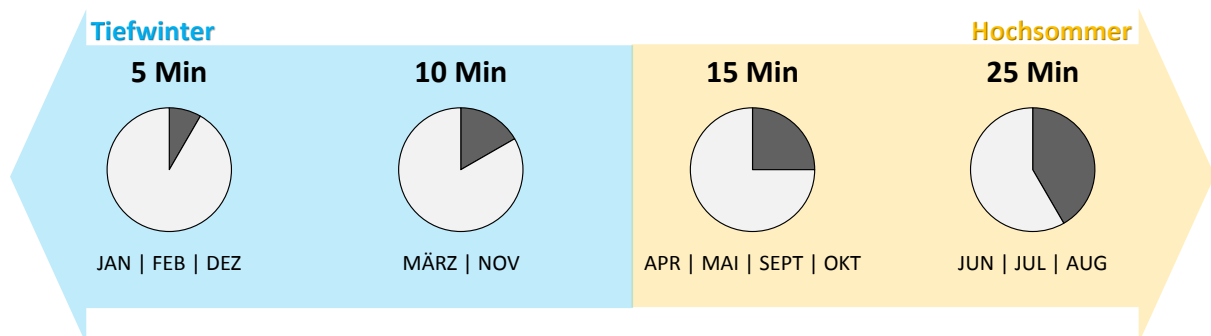 Tiefwinter
Hochsommer
5 Min
10 Min
15 Min
25 Min
JAN | FEB | DEZ
MÄRZ | NOV
APR | MAI | SEPT | OKT
JUN | JUL | AUG